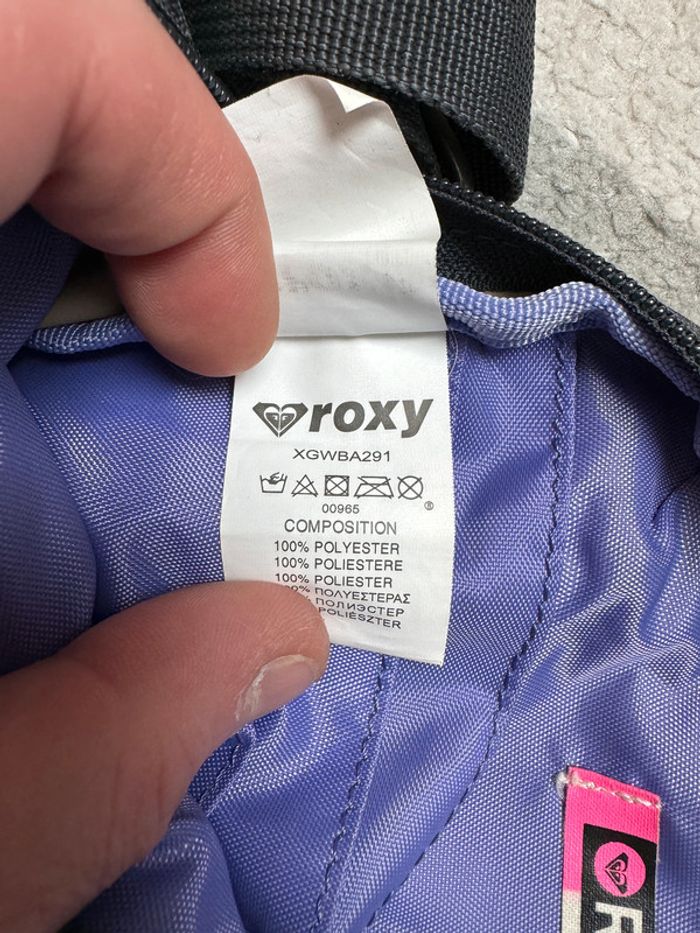 roxy
XGWBA291
00965
®
COMPOSITION
100% POLYESTER
100% POLIESTERE
100% POLIESTER
% ΠΟΛΥΕΣΤΕΡΑΣ
% ПОЛИЭСТЕР
POLIÉSZTER
R